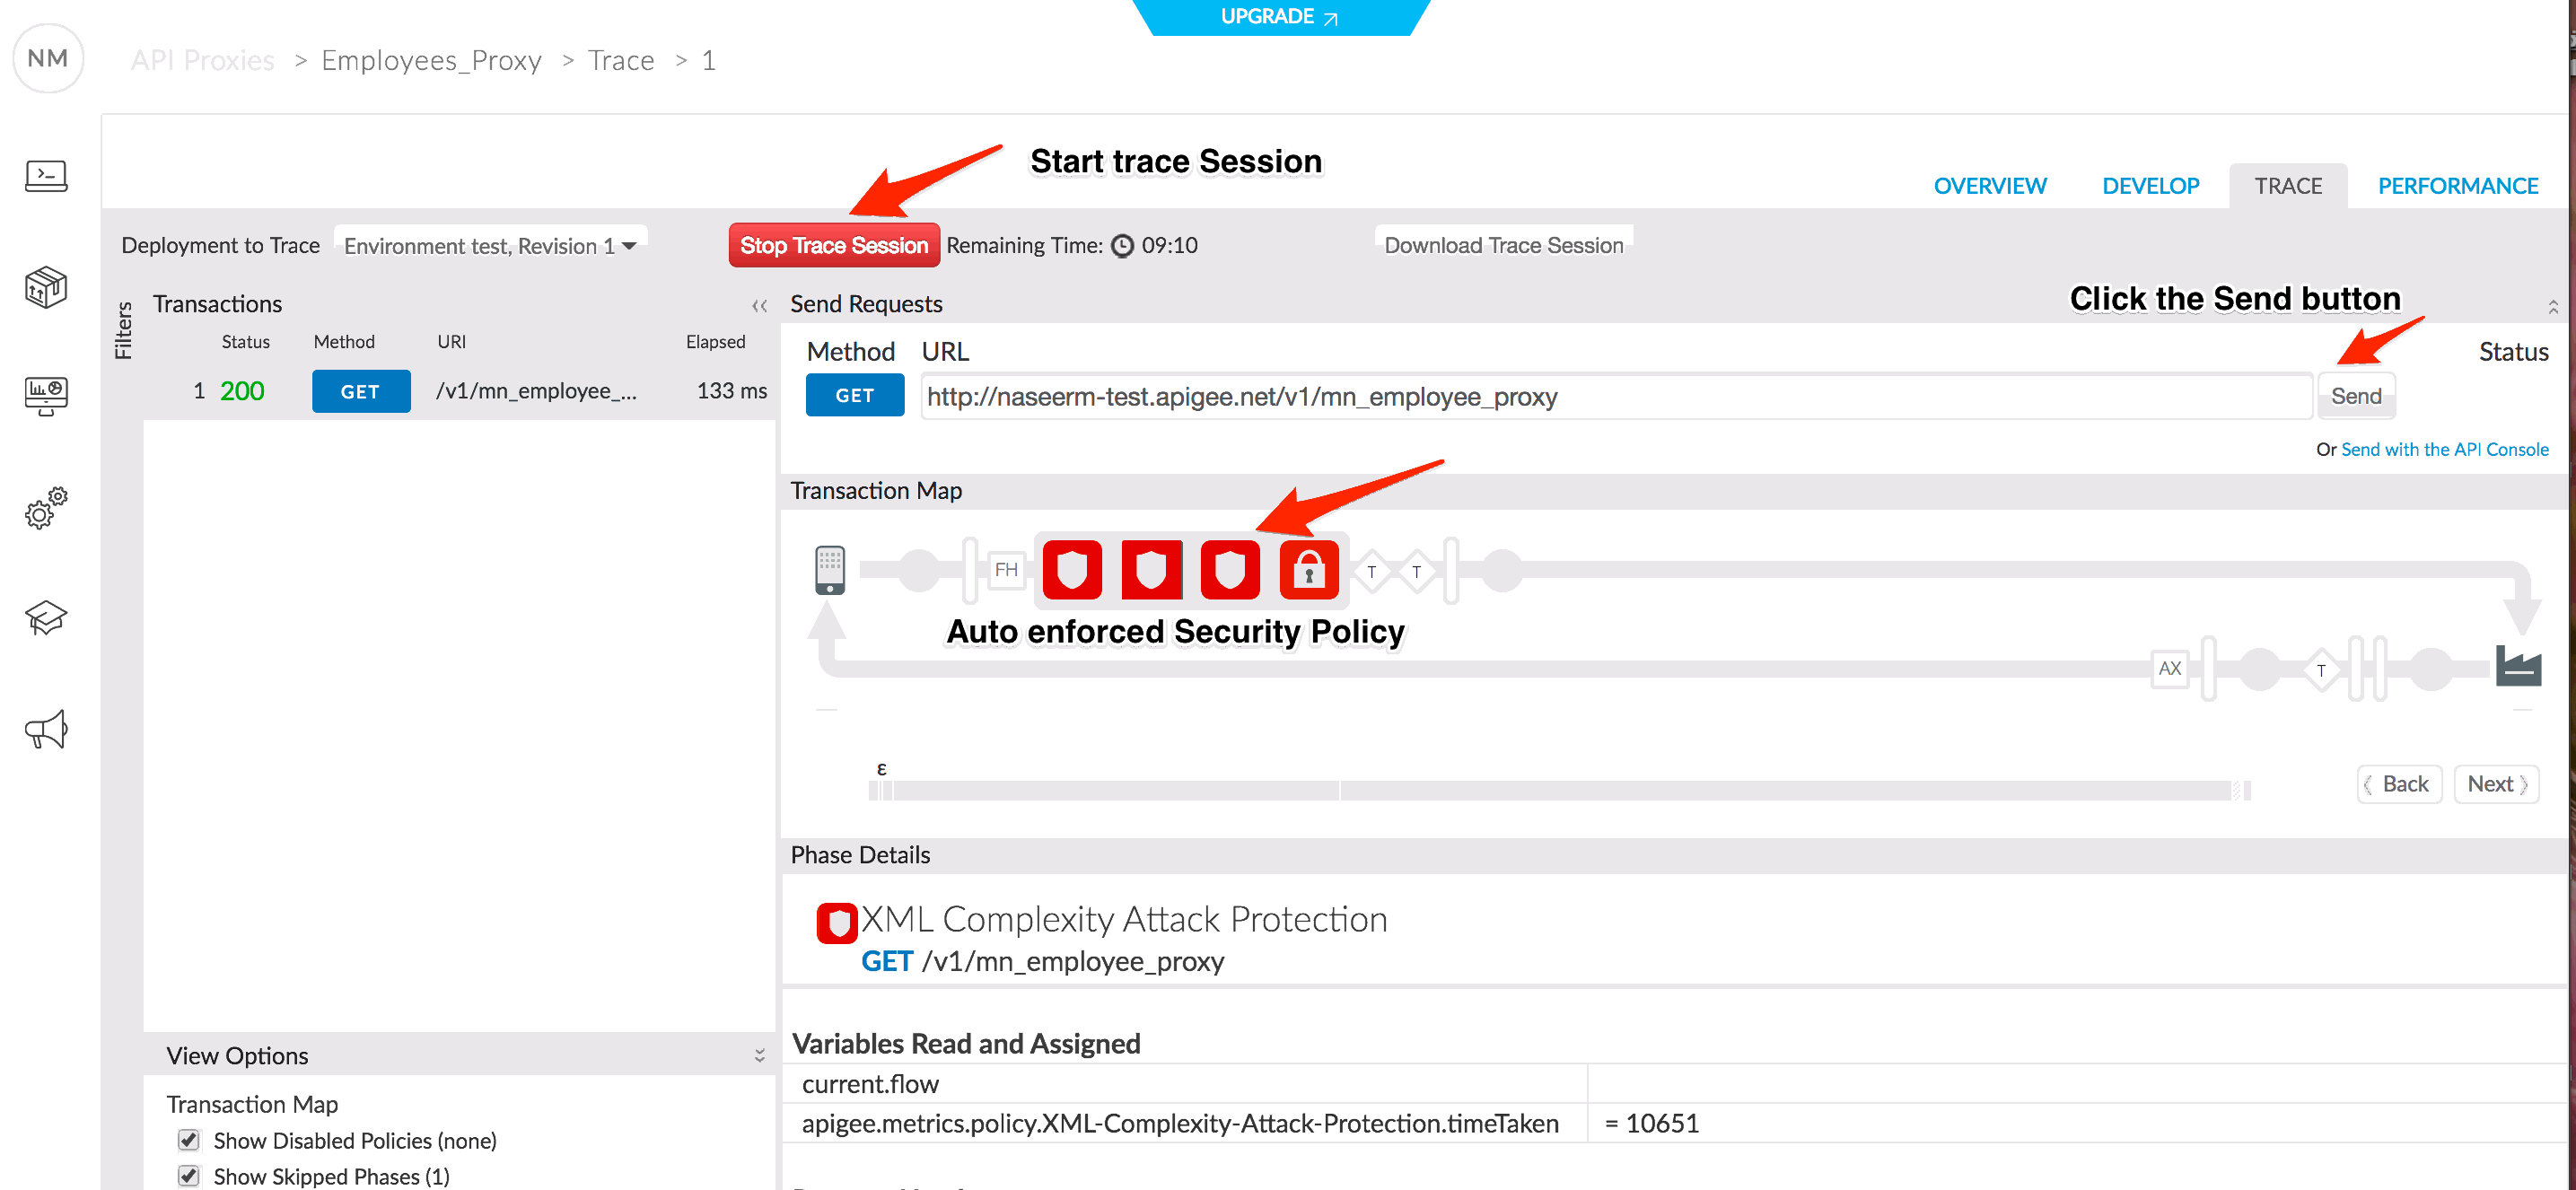 UPGRADE
NM
API Proxies > Employees_Proxy > Trace > 1
Start trace Session
OVERVIEW DEVELOP TRACE PERFORMANCE
Deployment to Trace Environment test, Revision 1 Stop Trace Session Remaining Time: 09:10 Download Trace Session
Filters
Transactions
Status Method URI Elapsed
1 200 GET /v1/mn_employee_... 133 ms
Send Requests
Click the Send button
Method URL Status
GET http://naseerm-test.apigee.net/v1/mn_employee_proxy Send
Or Send with the API Console
Transaction Map
FH T T
Auto enforced Security Policy
AX T
ε
Back Next
Phase Details
XML Complexity Attack Protection
GET /v1/mn_employee_proxy
Variables Read and Assigned
current.flow
apigee.metrics.policy.XML-Complexity-Attack-Protection.timeTaken = 10651
View Options
Transaction Map
Show Disabled Policies (none)
Show Skipped Phases (1)